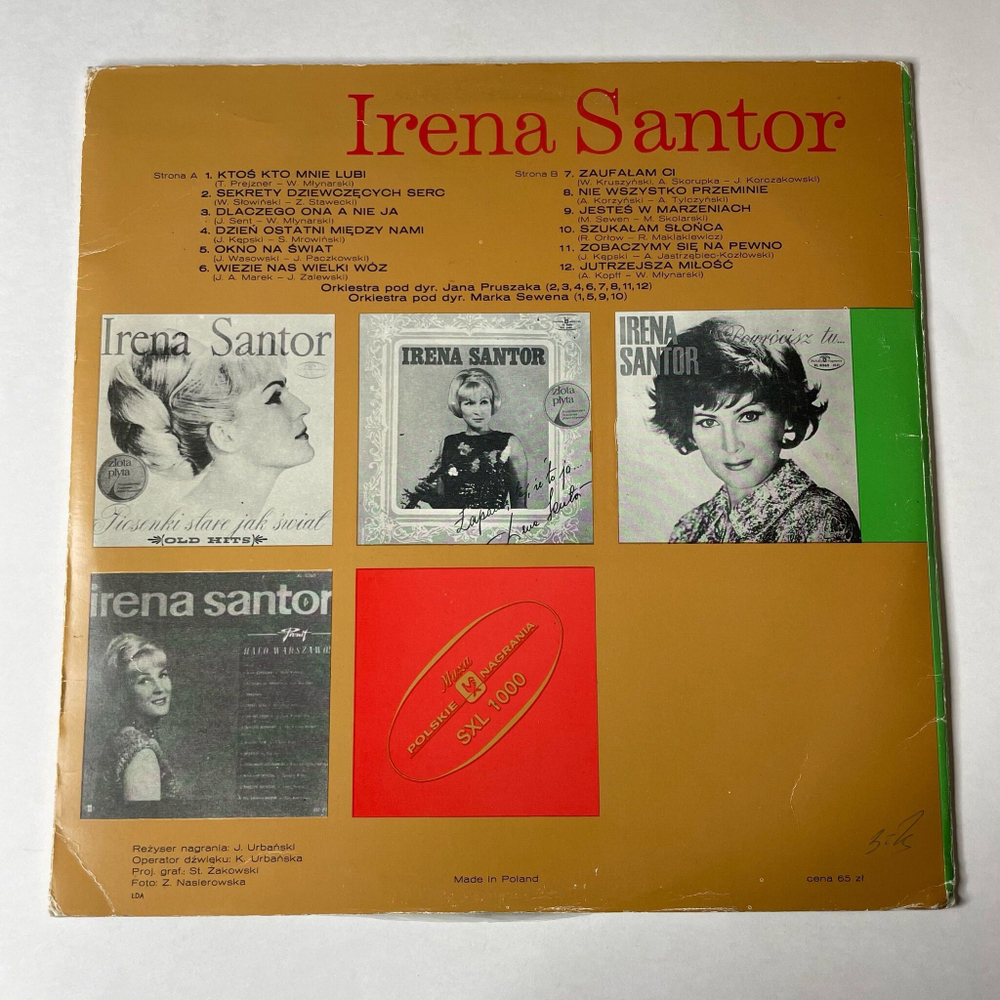 Irena Santor
Strona A 1. KTOŚ KTO MNIE LUBI
(T. Prejzner – W. Młynarski)
2. SEKRETY DZIEWCZĘCYCH SERC
(W. Słowiński – Z. Stawecki)
3. DLACZEGO ONA A NIE JA
(J. Sent – W. Młynarski)
4. DZIEŃ OSTATNI MIĘDZY NAMI
(J. Kępski – S. Mrowiński)
5. OKNO NA ŚWIAT
(J. Wasowski – J. Paczkowski)
6. WIEZIE NAS WIELKI WÓZ
(J. A. Marek – J. Zalewski)
Strona B 7. ZAUFAŁAM CI
(W. Kruszyński, A. Skorupka – J. Korczakowski)
8. NIE WSZYSTKO PRZEMINIE
(A. Korzyński – A. Tylczyński)
9. JESTEŚ W MARZENIACH
(M. Sewen – M. Skolarski)
10. SZUKAŁAM SŁOŃCA
(R. Orłow – R. Maklakiewicz)
11. ZOBACZYMY SIĘ NA PEWNO
(J. Kępski – A. Jastrzębiec-Kozłowski)
12. JUTRZEJSZA MIŁOŚĆ
(A. Kopff – W. Młynarski)
Orkiestra pod dyr. Jana Pruszaka (2,3,4,6,7,8,11,12)
Orkiestra pod dyr. Marka Sewena (1,5,9,10)
Irena Santor
złota
płyta
Piosenki stare jak świat
OLD HITS
IRENA SANTOR
złota
płyta
IRENA
SANTOR
Powrócisz tu...
irena santor
Pronit
HALO WARSZAWO!
Muza
POLSKIE NAGRANIA
SXL 1000
Reżyser nagrania: J. Urbański
Operator dźwięku: K. Urbańska
Proj. graf.: St. Żakowski
Foto: Z. Nasierowska
LDA
Made in Poland
cena 65 zł